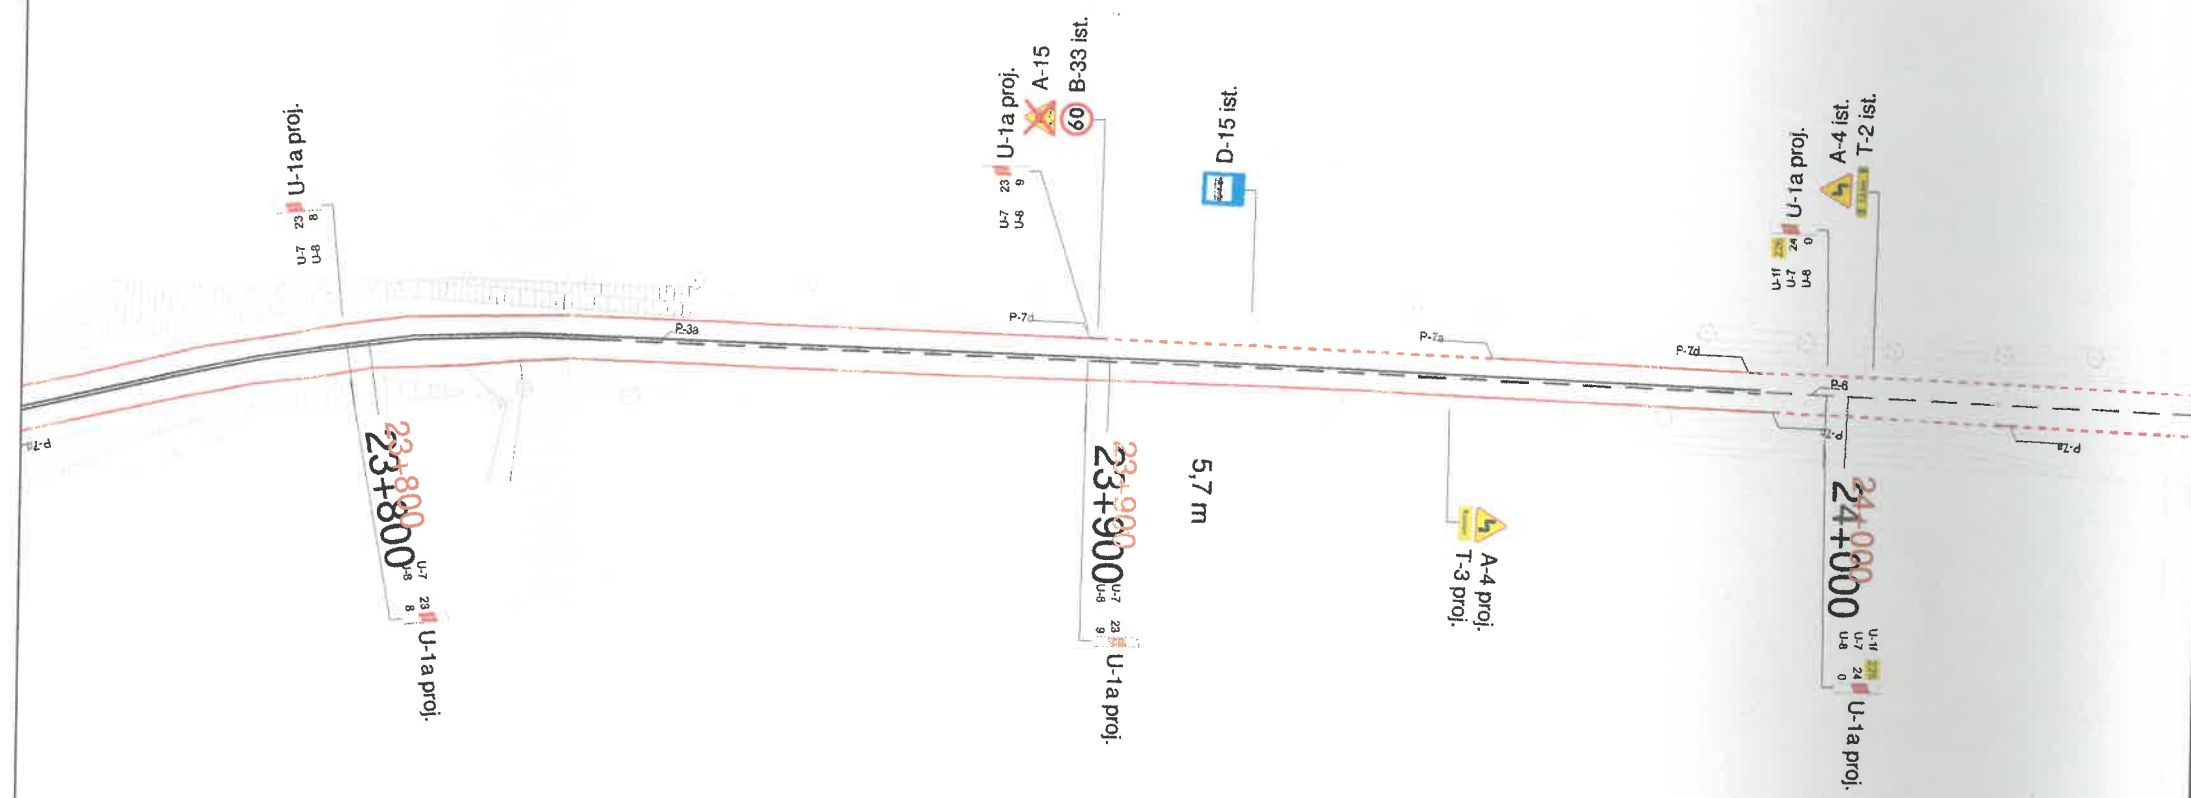 U-1a proj.
U-7 23
U-8 8
U-1a proj.
A-15
B-33 ist.
60
U-7 23
U-8 9
D-15 ist.
U-1a proj.
A-4 ist.
T-2 ist.
U-1f
U-7 24
U-8 0
P-3a
P-7d
P-7a
P-7d
P-6
P-7a
23+800
23+800
U-7 23
U-8 8
U-1a proj.
23+900
23+900
5,7 m
U-7 23
U-8 9
U-1a proj.
A-4 proj.
T-3 proj.
24+000
24+000
U-1f
U-7 24
U-8 0
U-1a proj.